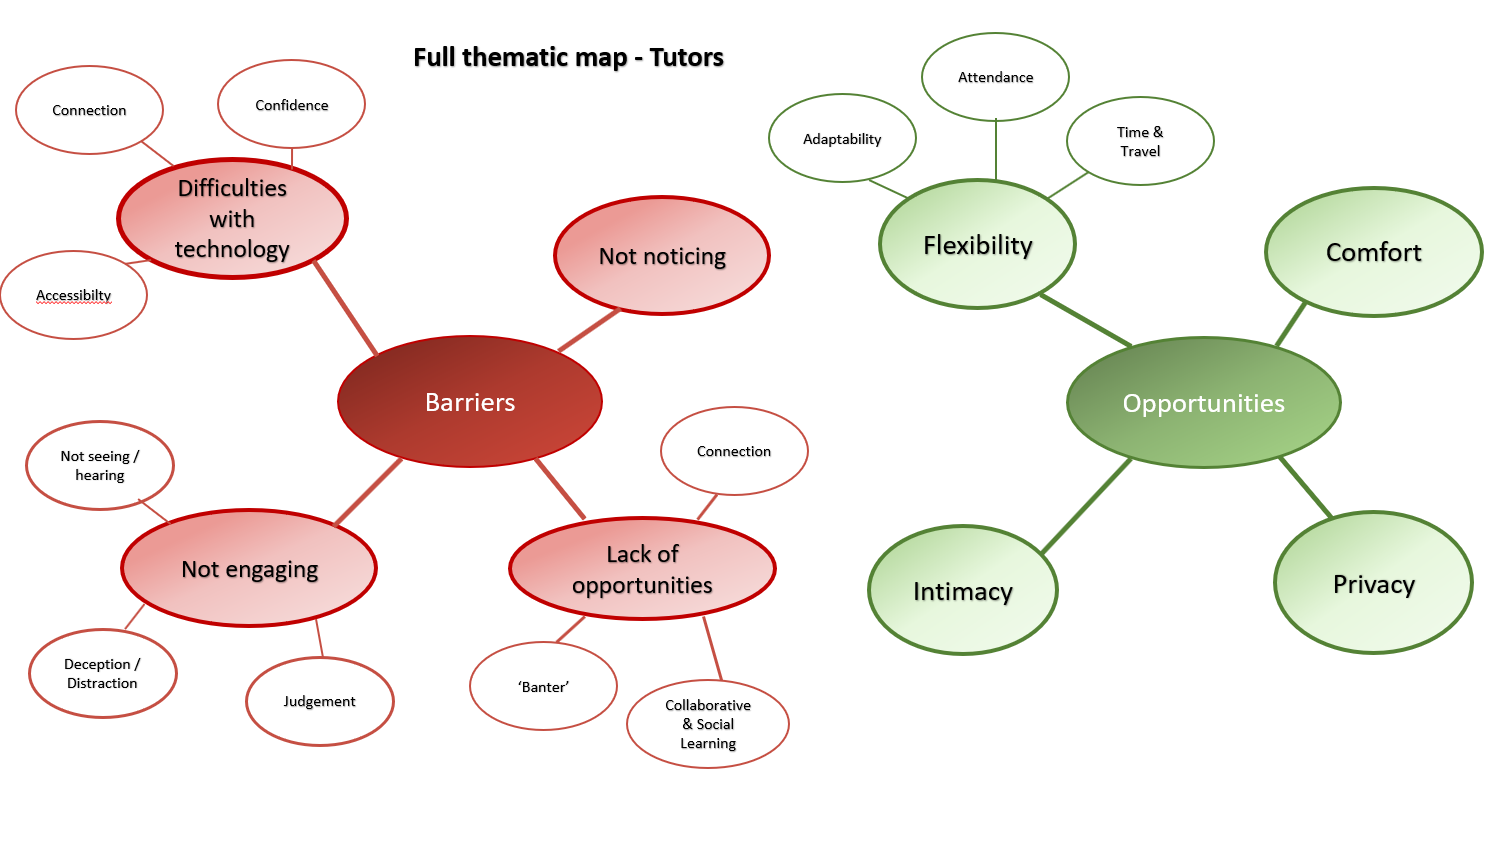 Full thematic map - Tutors
Connection
Confidence
Difficulties
with
technology
Accessibilty
Not noticing
Barriers
Not seeing /
hearing
Not engaging
Deception /
Distraction
Judgement
Connection
Lack of
opportunities
‘Banter’
Collaborative
& Social
Learning
Attendance
Adaptability
Time &
Travel
Flexibility
Comfort
Opportunities
Intimacy
Privacy